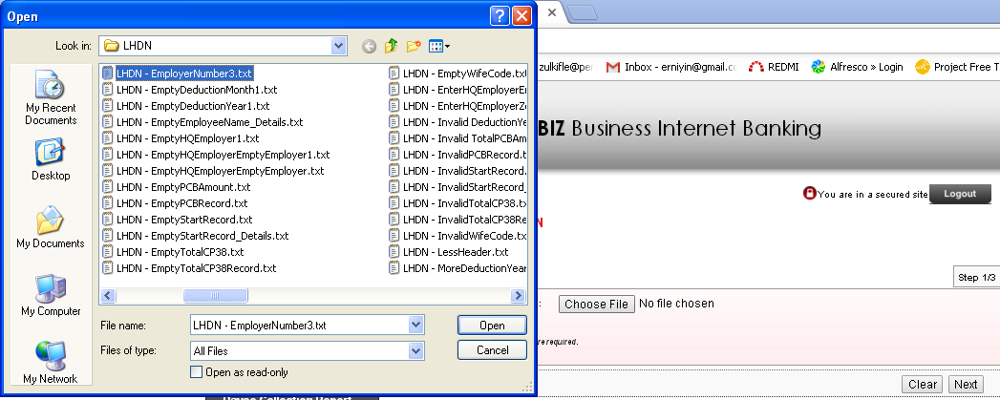 Open
Look in:
LHDN
My Recent
Documents
Desktop
My Documents
My Computer
My Network
LHDN - EmployerNumber3.txt
LHDN - EmptyDeductionMonth1.txt
LHDN - EmptyDeductionYear1.txt
LHDN - EmptyEmployeeName_Details.txt
LHDN - EmptyHQEmployer1.txt
LHDN - EmptyHQEmployerEmptyEmployer1.txt
LHDN - EmptyHQEmployerEmptyEmployer.txt
LHDN - EmptyPCBAmount.txt
LHDN - EmptyPCBRecord.txt
LHDN - EmptyStartRecord.txt
LHDN - EmptyStartRecord_Details.txt
LHDN - EmptyTotalCP38.txt
LHDN - EmptyTotalCP38Record.txt
LHDN - EmptyWifeCode.txt
LHDN - EnterHQEmployerEr
LHDN - EnterHQEmployerZe
LHDN - Invalid DeductionYe
LHDN - Invalid TotalPCBAm
LHDN - InvalidPCBRecord.t
LHDN - InvalidStartRecord.
LHDN - InvalidStartRecord_
LHDN - InvalidTotalCP38.t
LHDN - InvalidTotalCP38Re
LHDN - InvalidWifeCode.tx
LHDN - LessHeader.txt
LHDN - MoreDeductionYear
File name:
LHDN - EmployerNumber3.txt
Open
Files of type:
All Files
Cancel
Open as read-only
zulkifle@per
Inbox - erniyin@gmail.co
REDMI
Alfresco » Login
Project Free T
BIZ Business Internet Banking
You are in a secured site
Logout
N
Step 1/3
:
Choose File
No file chosen
re required.
Clear
Next